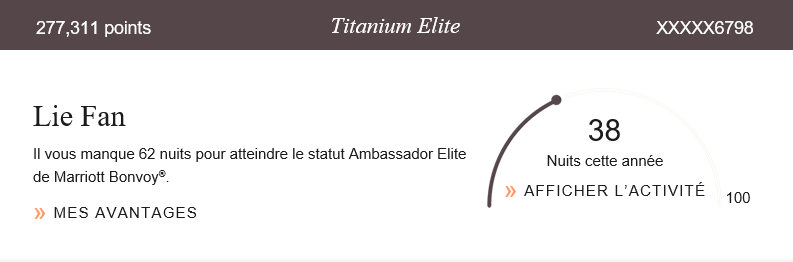 277,311 points
Titanium Elite
XXXXX6798
Lie Fan
Il vous manque 62 nuits pour atteindre le statut Ambassador Elite
de Marriott Bonvoy®.
» MES AVANTAGES
38
Nuits cette année
» AFFICHER L’ACTIVITÉ
100